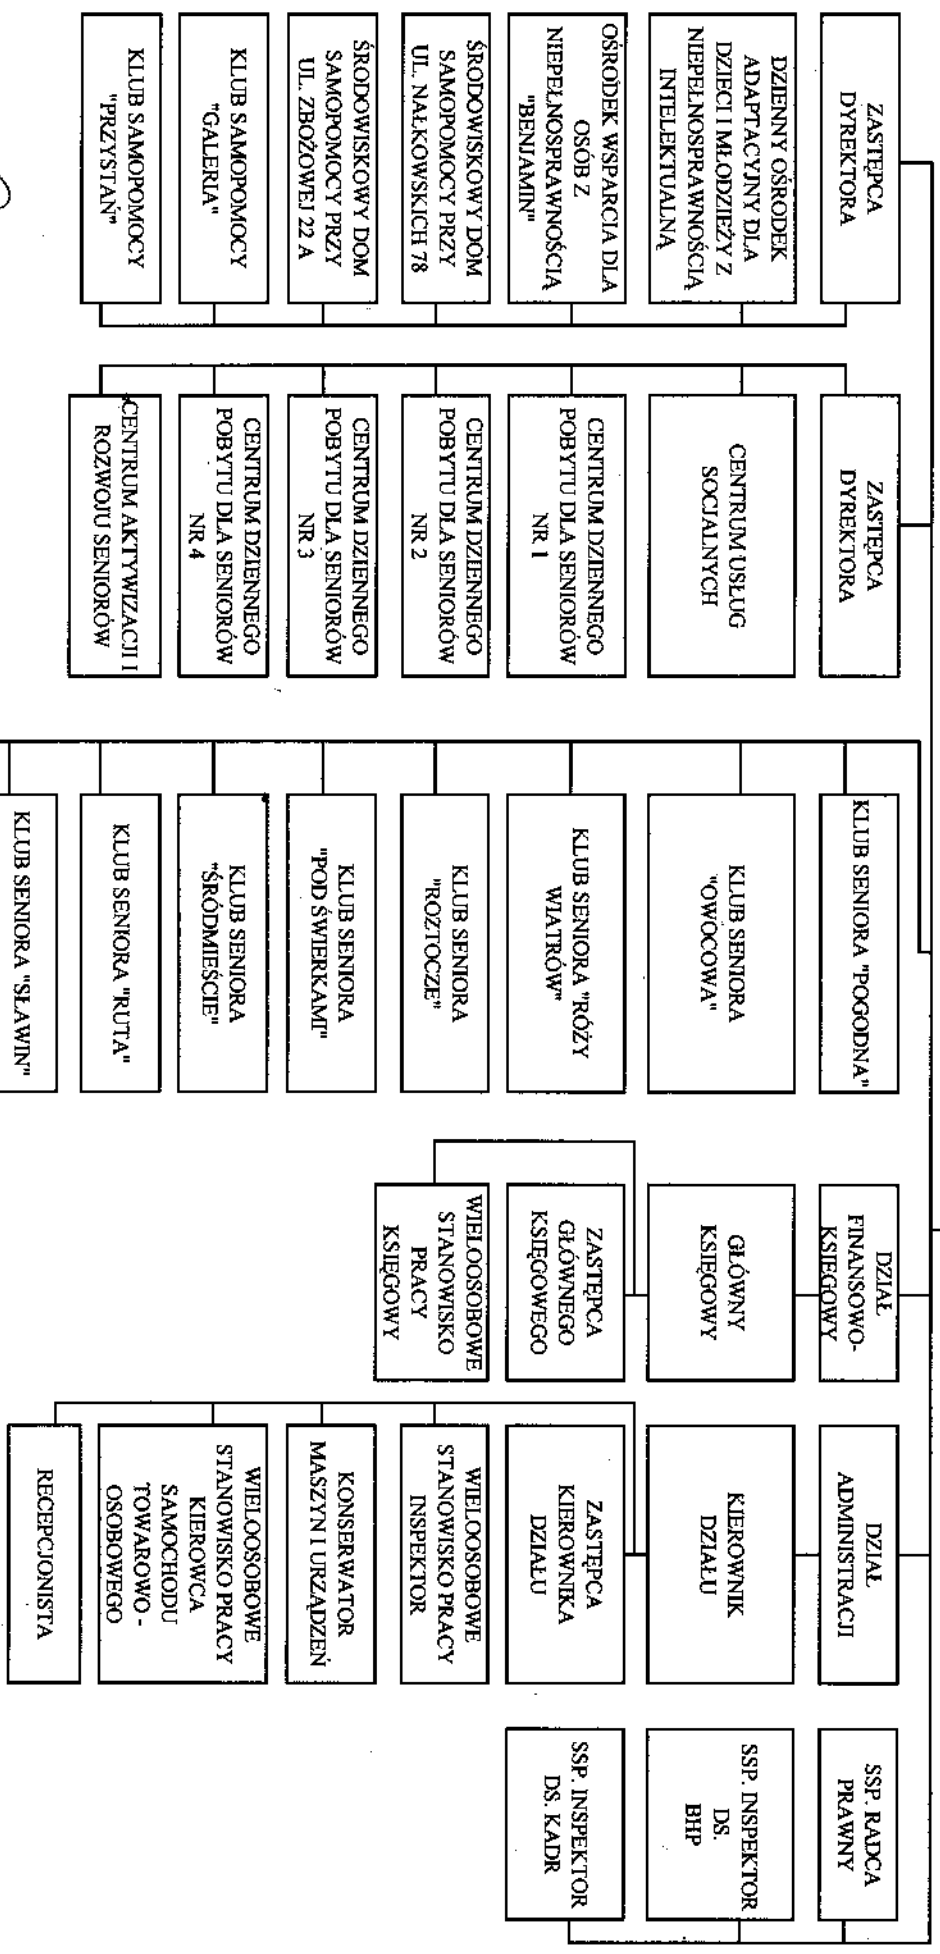 ZASTĘPCA
DYREKTORA
DZIENNY OŚRODEK
ADAPTACYJNY DLA
DZIECI I MŁODZIEŻY Z
NIEPEŁNOSPRAWNOŚCIĄ
INTELEKTUALNĄ
OŚRODEK WSPARCIA DLA
OSÓB Z
NIEPEŁNOSPRAWNOŚCIĄ
"BENIAMIN"
ŚRODOWISKOWY DOM
SAMOPOMOCY PRZY
UL. NAŁKOWSKICH 78
ŚRODOWISKOWY DOM
SAMOPOMOCY PRZY
UL. ZBOŻOWEJ 22 A
KLUB SAMOPOMOCY
"GALERIA"
KLUB SAMOPOMOCY
"PRZYSTAŃ"
ZASTĘPCA
DYREKTORA
CENTRUM USŁUG
SOCJALNYCH
CENTRUM DZIENNEGO
POBYTU DLA SENIORÓW
NR 1
CENTRUM DZIENNEGO
POBYTU DLA SENIORÓW
NR 2
CENTRUM DZIENNEGO
POBYTU DLA SENIORÓW
NR 3
CENTRUM DZIENNEGO
POBYTU DLA SENIORÓW
NR 4
CENTRUM AKTYWIZACJI I
ROZWOJU SENIORÓW
KLUB SENIORA "POGODNA"
KLUB SENIORA
"OWOCOWA"
KLUB SENIORA "RÓŻY
WIATRÓW"
KLUB SENIORA
"ROZTOCZE"
KLUB SENIORA
"POD ŚWIERKAMI"
KLUB SENIORA
"ŚRÓDMIEŚCIE"
KLUB SENIORA "RUTA"
KLUB SENIORA "SŁAWIN"
DZIAŁ
FINANSOWO-
KSIĘGOWY
GŁÓWNY
KSIĘGOWY
ZASTĘPCA
GŁÓWNEGO
KSIĘGOWEGO
WIELOOSOBOWE
STANOWISKO
PRACY
KSIĘGOWY
DZIAŁ
ADMINISTRACJI
KIEROWNIK
DZIAŁU
ZASTĘPCA
KIEROWNIKA
DZIAŁU
WIELOOSOBOWE
STANOWISKO PRACY
INSPEKTOR
KONSERWATOR
MASZYN I URZĄDZEŃ
WIELOOSOBOWE
STANOWISKO PRACY
KIEROWCA
SAMOCHODU
TOWAROWO -
OSOBOWEGO
RECEPCJONISTA
SSP. RADCA
PRAWNY
SSP. INSPEKTOR
DS.
BHP
SSP. INSPEKTOR
DS. KADR